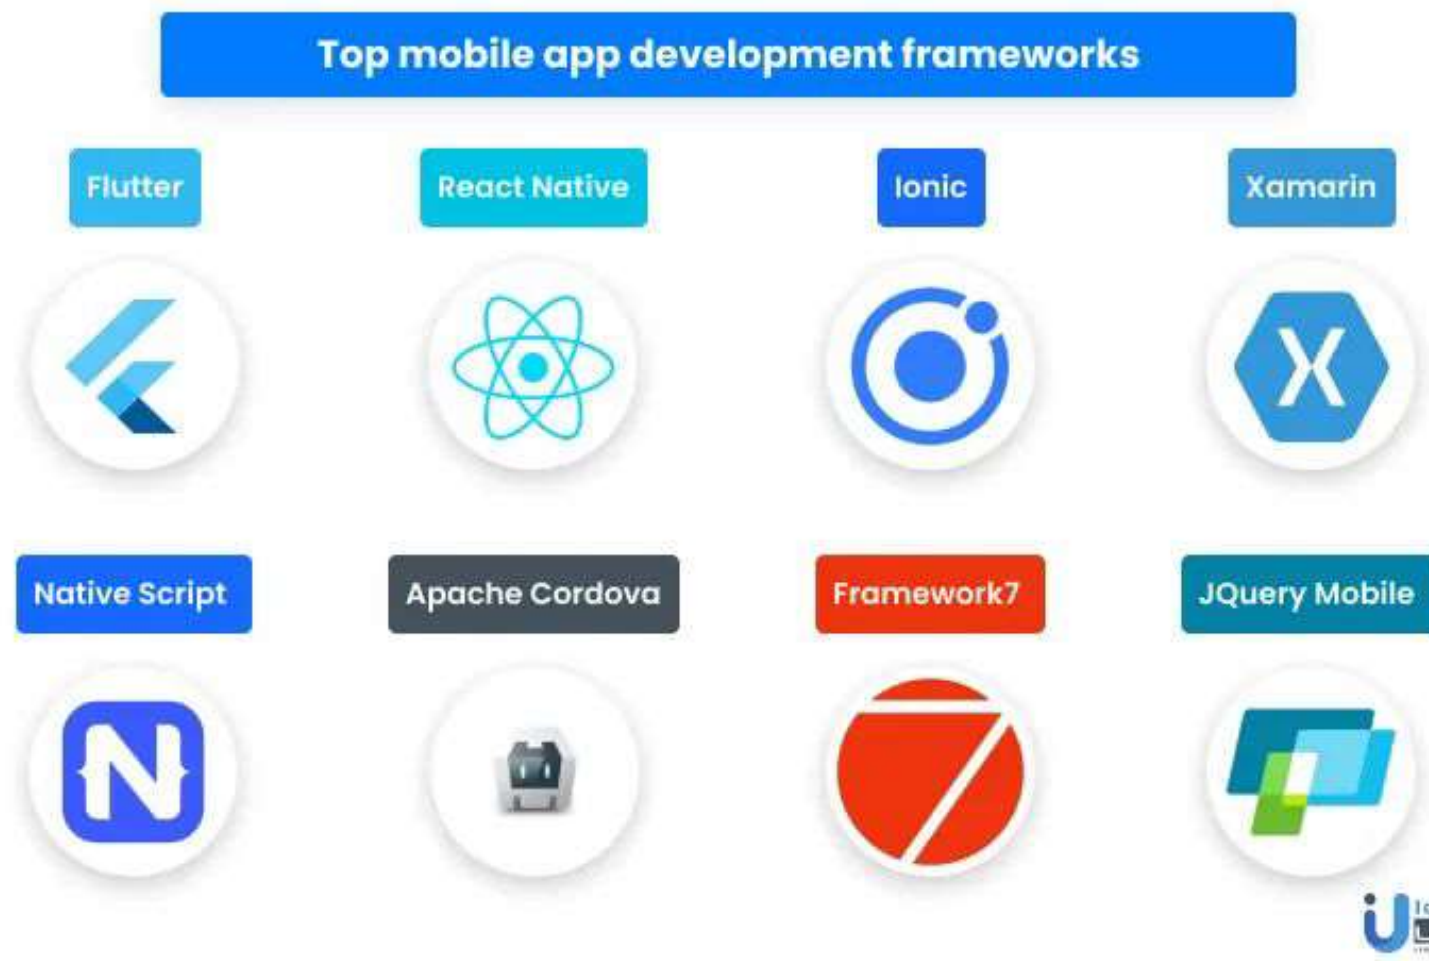 Top mobile app development frameworks
Flutter
React Native
Ionic
Xamarin
Native Script
Apache Cordova
Framework7
JQuery Mobile